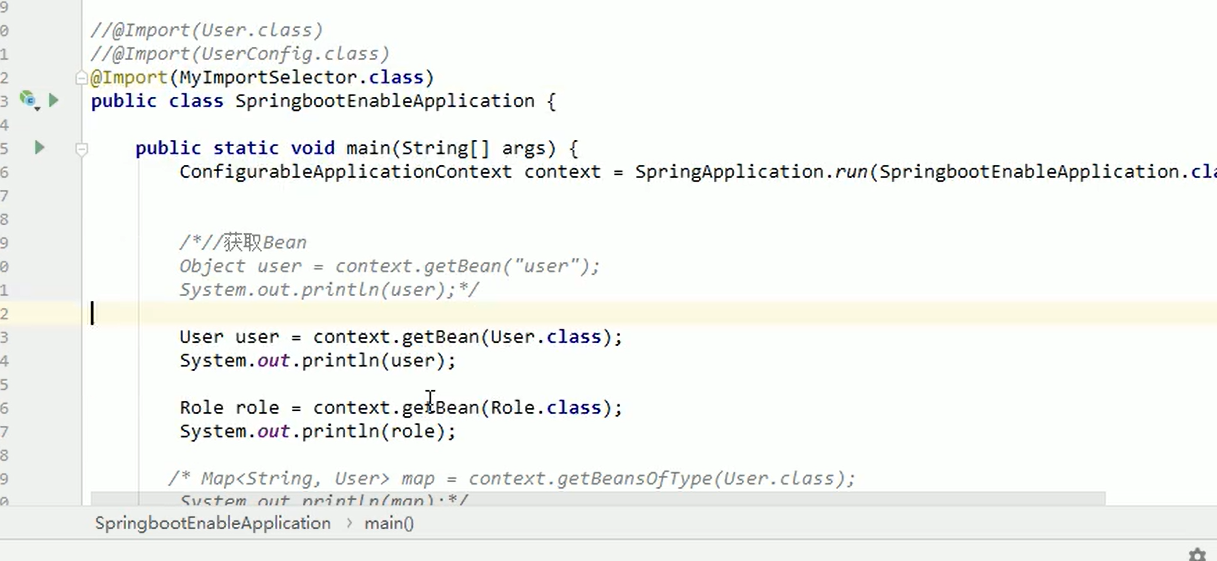 9
0 //@Import(User.class)
1 //@Import(UserConfig.class)
2 @Import(MyImportSelector.class)
3 public class SpringbootEnableApplication {
4
5 public static void main(String[] args) {
6 ConfigurableApplicationContext context = SpringApplication.run(SpringbootEnableApplication.cl
7
8
9 /*//获取Bean
0 Object user = context.getBean("user");
1 System.out.println(user);*/
2
3 User user = context.getBean(User.class);
4 System.out.println(user);
5
6 Role role = context.getBean(Role.class);
7 System.out.println(role);
8
9 /* Map<String, User> map = context.getBeansOfType(User.class);
0 System.out.println(map);*/
SpringbootEnableApplication › main()